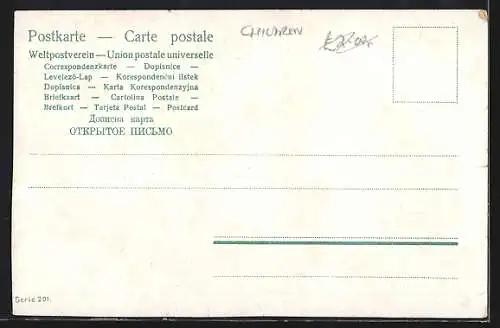 Postkarte — Carte postale
Weltpostverein — Union postale universelle
Correspondenzkarte — Dopisnice —
Levelező-Lap — Korespondenční lístek
Dopisnica — Karta Korespondenzyjna
Briefkaart — Cartolina Postale —
Brefkort — Tarjeta Postal — Postcard
Дописна карта
ОТКРЫТОЕ ПИСЬМО
CHILDREN
Serie 201.